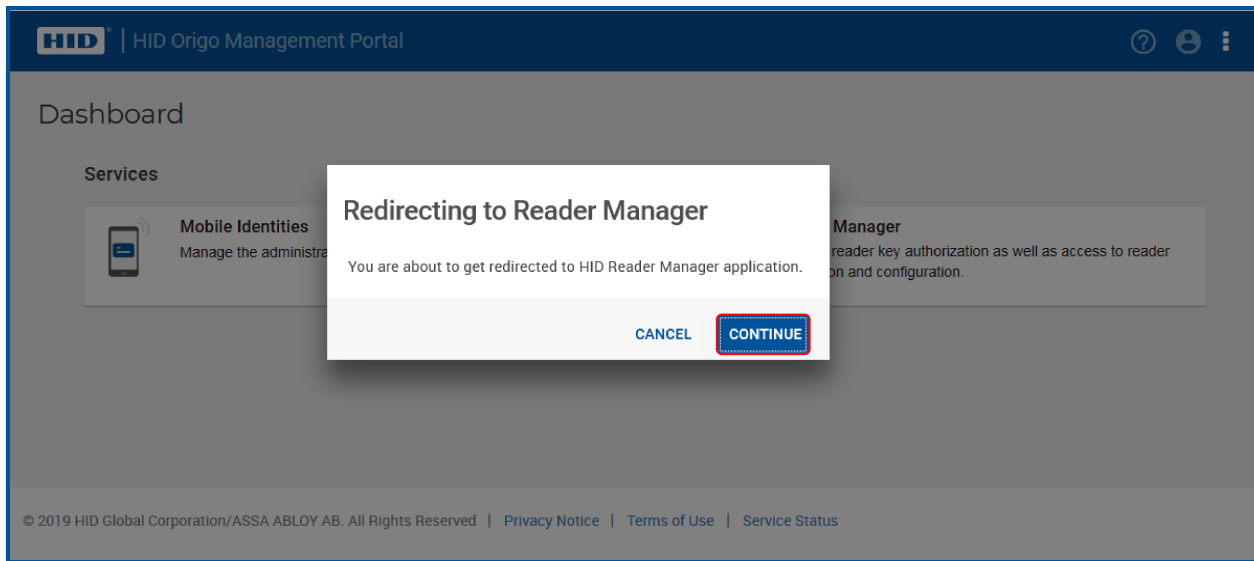 HID | HID Origo Management Portal
Dashboard
Services
Mobile Identities
Manage the administra
Redirecting to Reader Manager
You are about to get redirected to HID Reader Manager application.
CANCEL CONTINUE
Manager
reader key authorization as well as access to reader
on and configuration.
© 2019 HID Global Corporation/ASSA ABLOY AB. All Rights Reserved | Privacy Notice | Terms of Use | Service Status